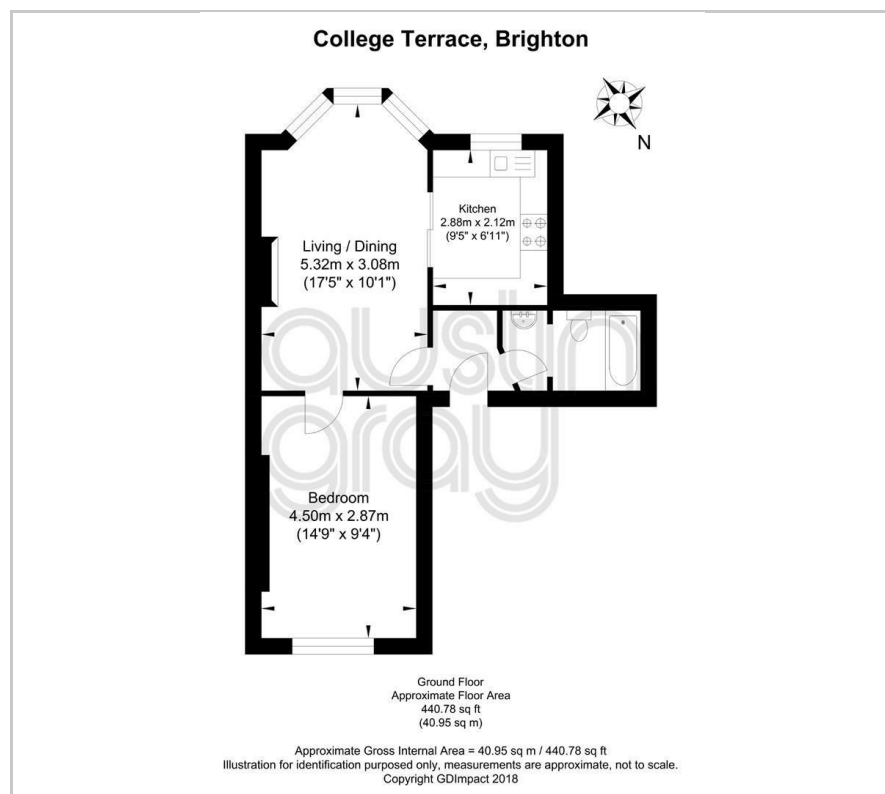 College Terrace, Brighton
N
Kitchen
2.88m x 2.12m
(9'5" x 6'11")
Living / Dining
5.32m x 3.08m
(17'5" x 10'1")
austin
gray
Bedroom
4.50m x 2.87m
(14'9" x 9'4")
Ground Floor
Approximate Floor Area
440.78 sq ft
(40.95 sq m)
Approximate Gross Internal Area = 40.95 sq m / 440.78 sq ft
Illustration for identification purposed only, measurements are approximate, not to scale.
Copyright GDImpact 2018